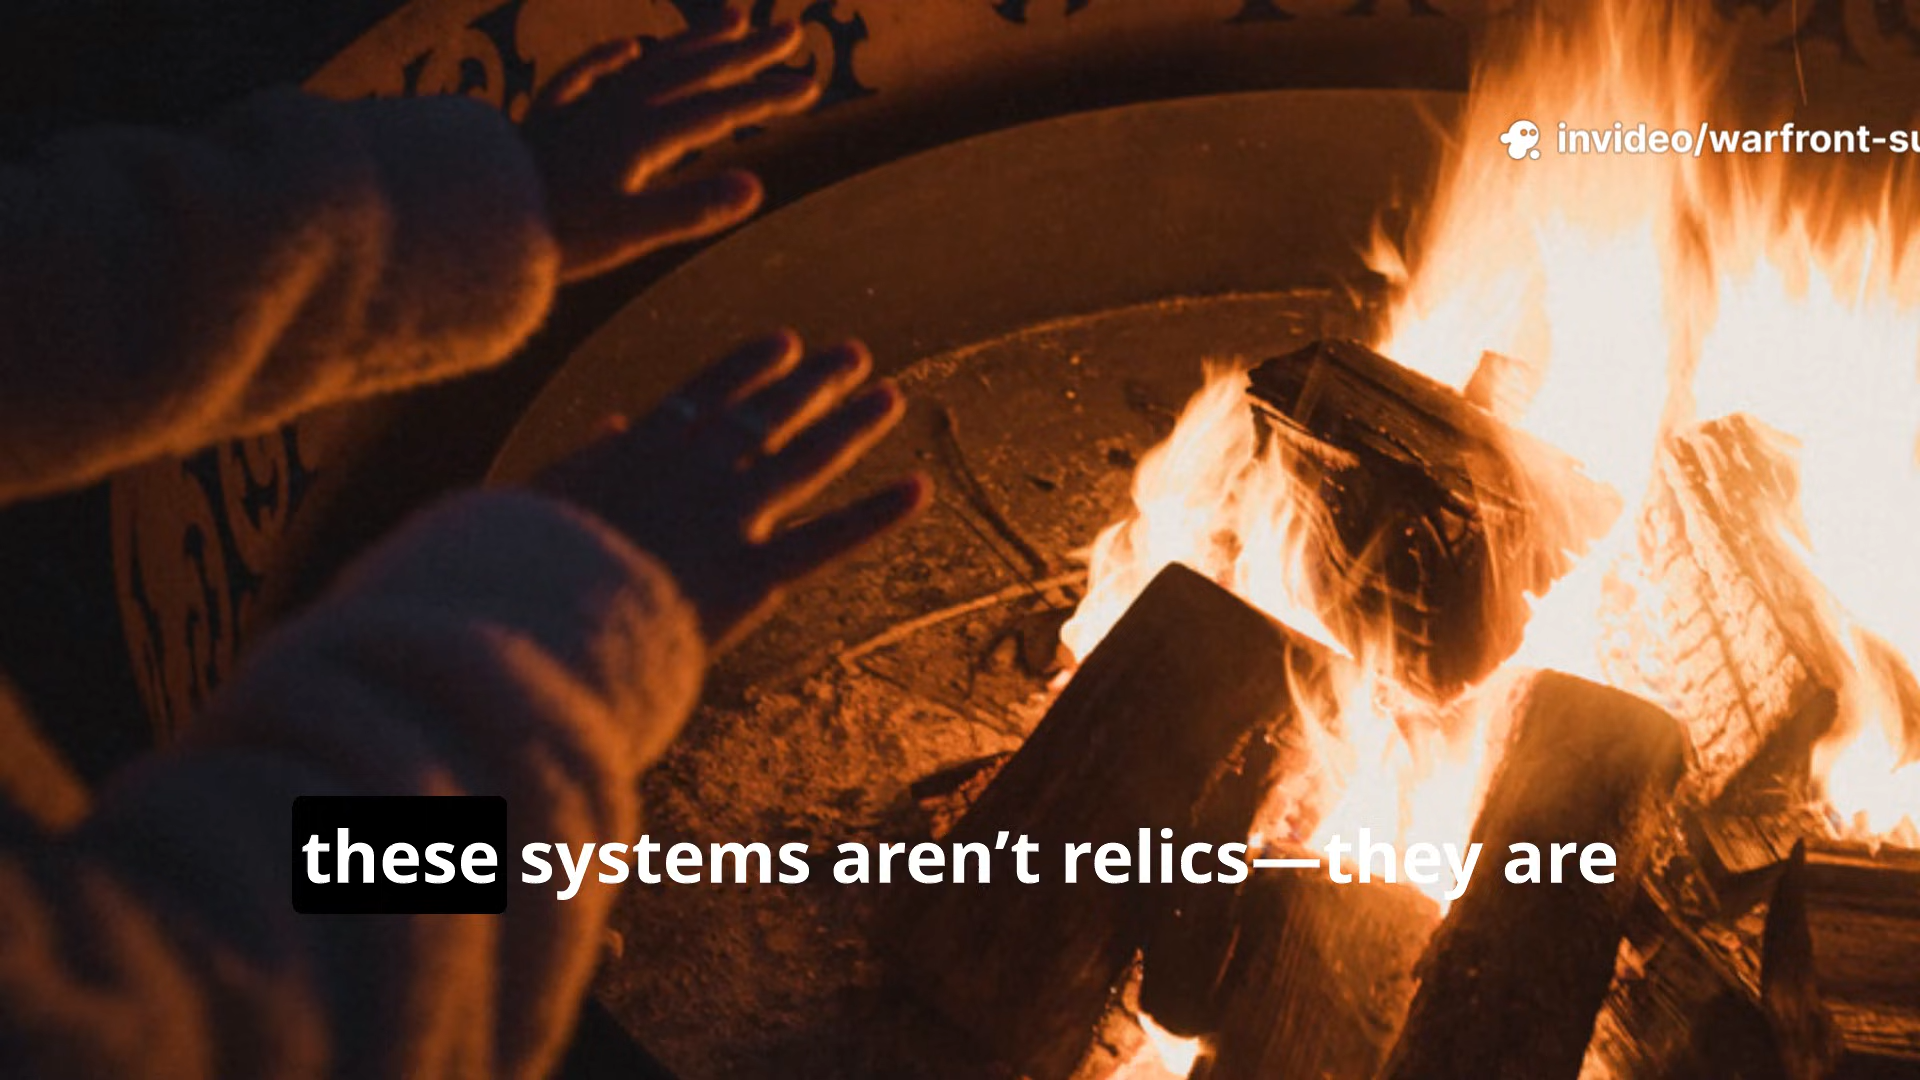 invideo/warfront-su
these systems aren’t relics—they are